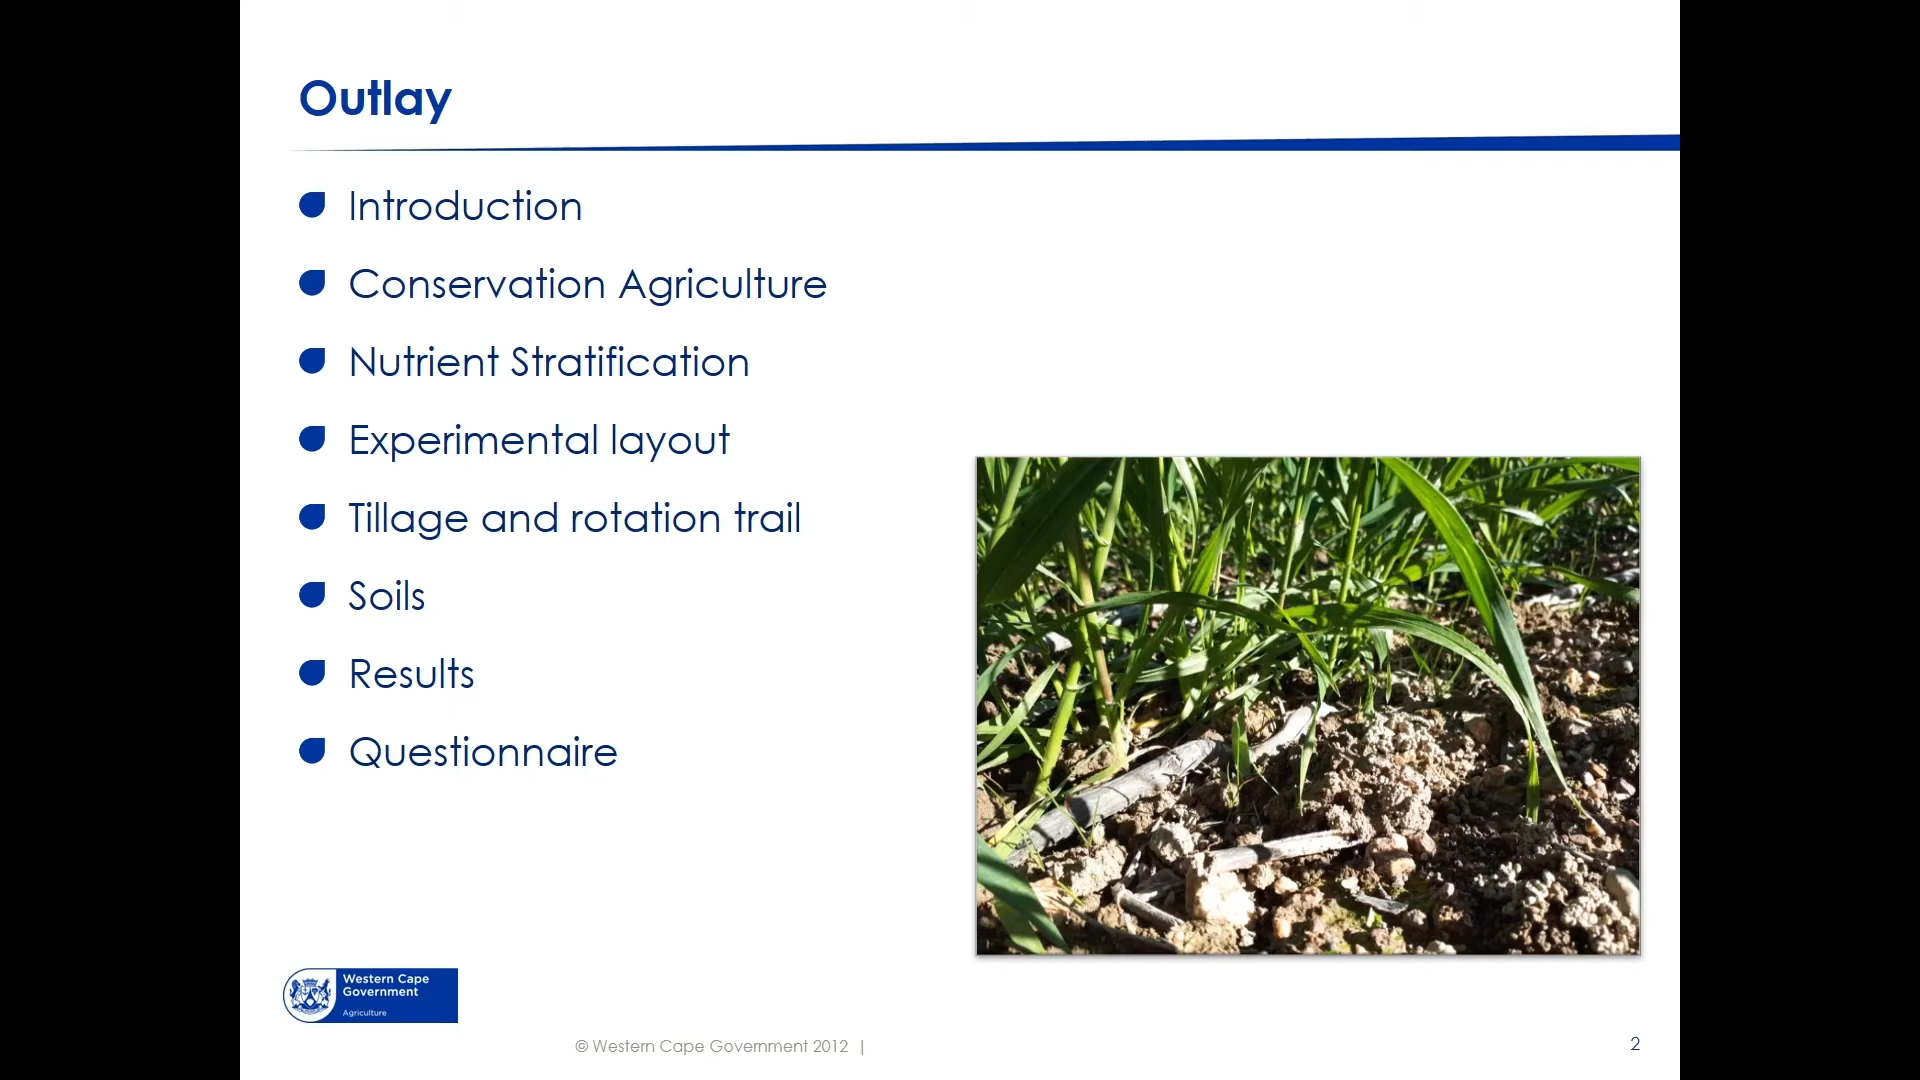 Outlay
Introduction
Conservation Agriculture
Nutrient Stratification
Experimental layout
Tillage and rotation trail
Soils
Results
Questionnaire
Western Cape
Government
Agriculture
© Western Cape Government 2012 |
2